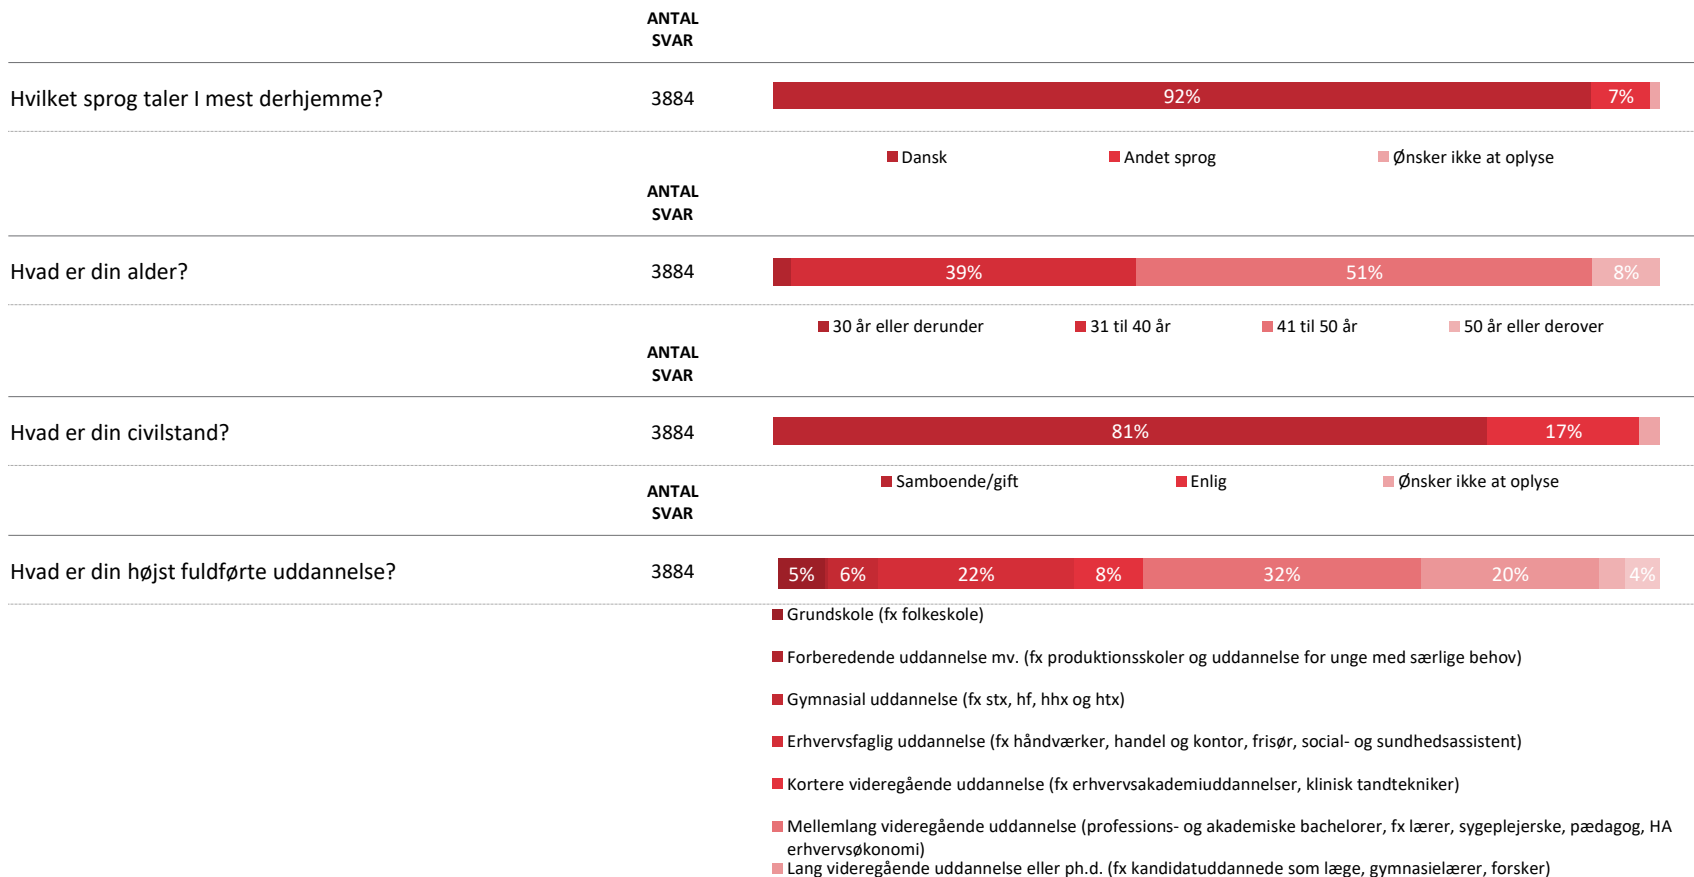 ANTAL
SVAR
Hvilket sprog taler I mest derhjemme?
3884
92%
7%
Dansk
Andet sprog
Ønsker ikke at oplyse
ANTAL
SVAR
Hvad er din alder?
3884
39%
51%
8%
30 år eller derunder
31 til 40 år
41 til 50 år
50 år eller derover
ANTAL
SVAR
Hvad er din civilstand?
3884
81%
17%
Samboende/gift
Enlig
Ønsker ikke at oplyse
ANTAL
SVAR
Hvad er din højst fuldførte uddannelse?
3884
5%
6%
22%
8%
32%
20%
4%
Grundskole (fx folkeskole)
Forberedende uddannelse mv. (fx produktionsskoler og uddannelse for unge med særlige behov)
Gymnasial uddannelse (fx stx, hf, hhx og htx)
Erhvervsfaglig uddannelse (fx håndværker, handel og kontor, frisør, social- og sundhedsassistent)
Kortere videregående uddannelse (fx erhvervsakademiuddannelser, klinisk tandtekniker)
Mellemlang videregående uddannelse (professions- og akademiske bachelorer, fx lærer, sygeplejerske, pædagog, HA
erhvervsøkonomi)
Lang videregående uddannelse eller ph.d. (fx kandidatuddannede som læge, gymnasielærer, forsker)